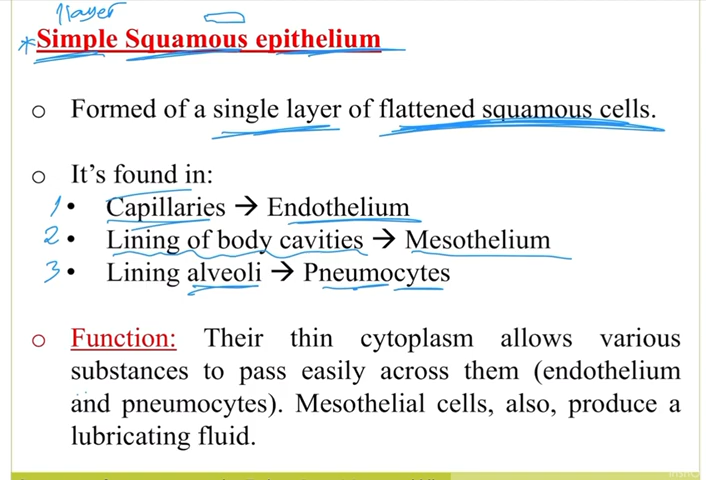 1 layer
*Simple Squamous epithelium
o Formed of a single layer of flattened squamous cells.
o It's found in:
1 • Capillaries → Endothelium
2 • Lining of body cavities → Mesothelium
3 • Lining alveoli → Pneumocytes
o Function: Their thin cytoplasm allows various
substances to pass easily across them (endothelium
and pneumocytes). Mesothelial cells, also, produce a
lubricating fluid.